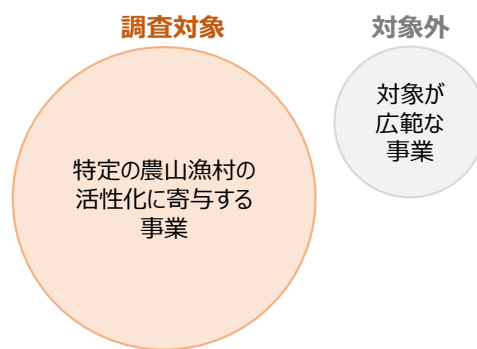 調査対象
対象外
対象が
広範な
事業
特定の農山漁村の
活性化に寄与する
事業